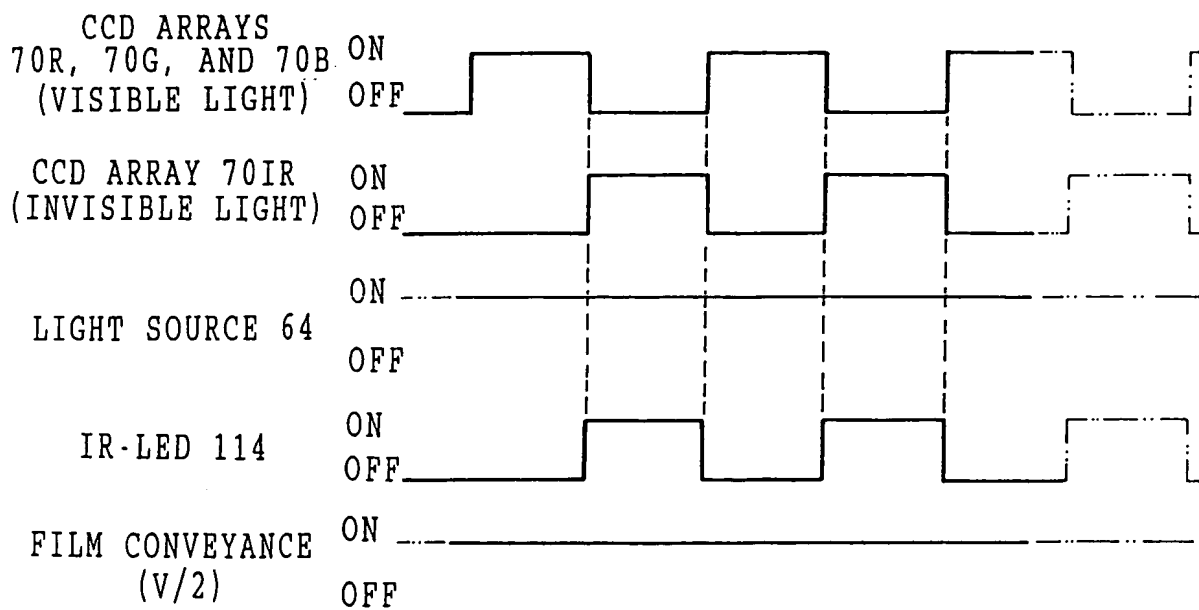 CCD ARRAYS
70R, 70G, AND 70B
(VISIBLE LIGHT)
ON
OFF
CCD ARRAY 70IR
(INVISIBLE LIGHT)
ON
OFF
LIGHT SOURCE 64
ON
OFF
IR-LED 114
ON
OFF
FILM CONVEYANCE
(V/2)
ON
OFF